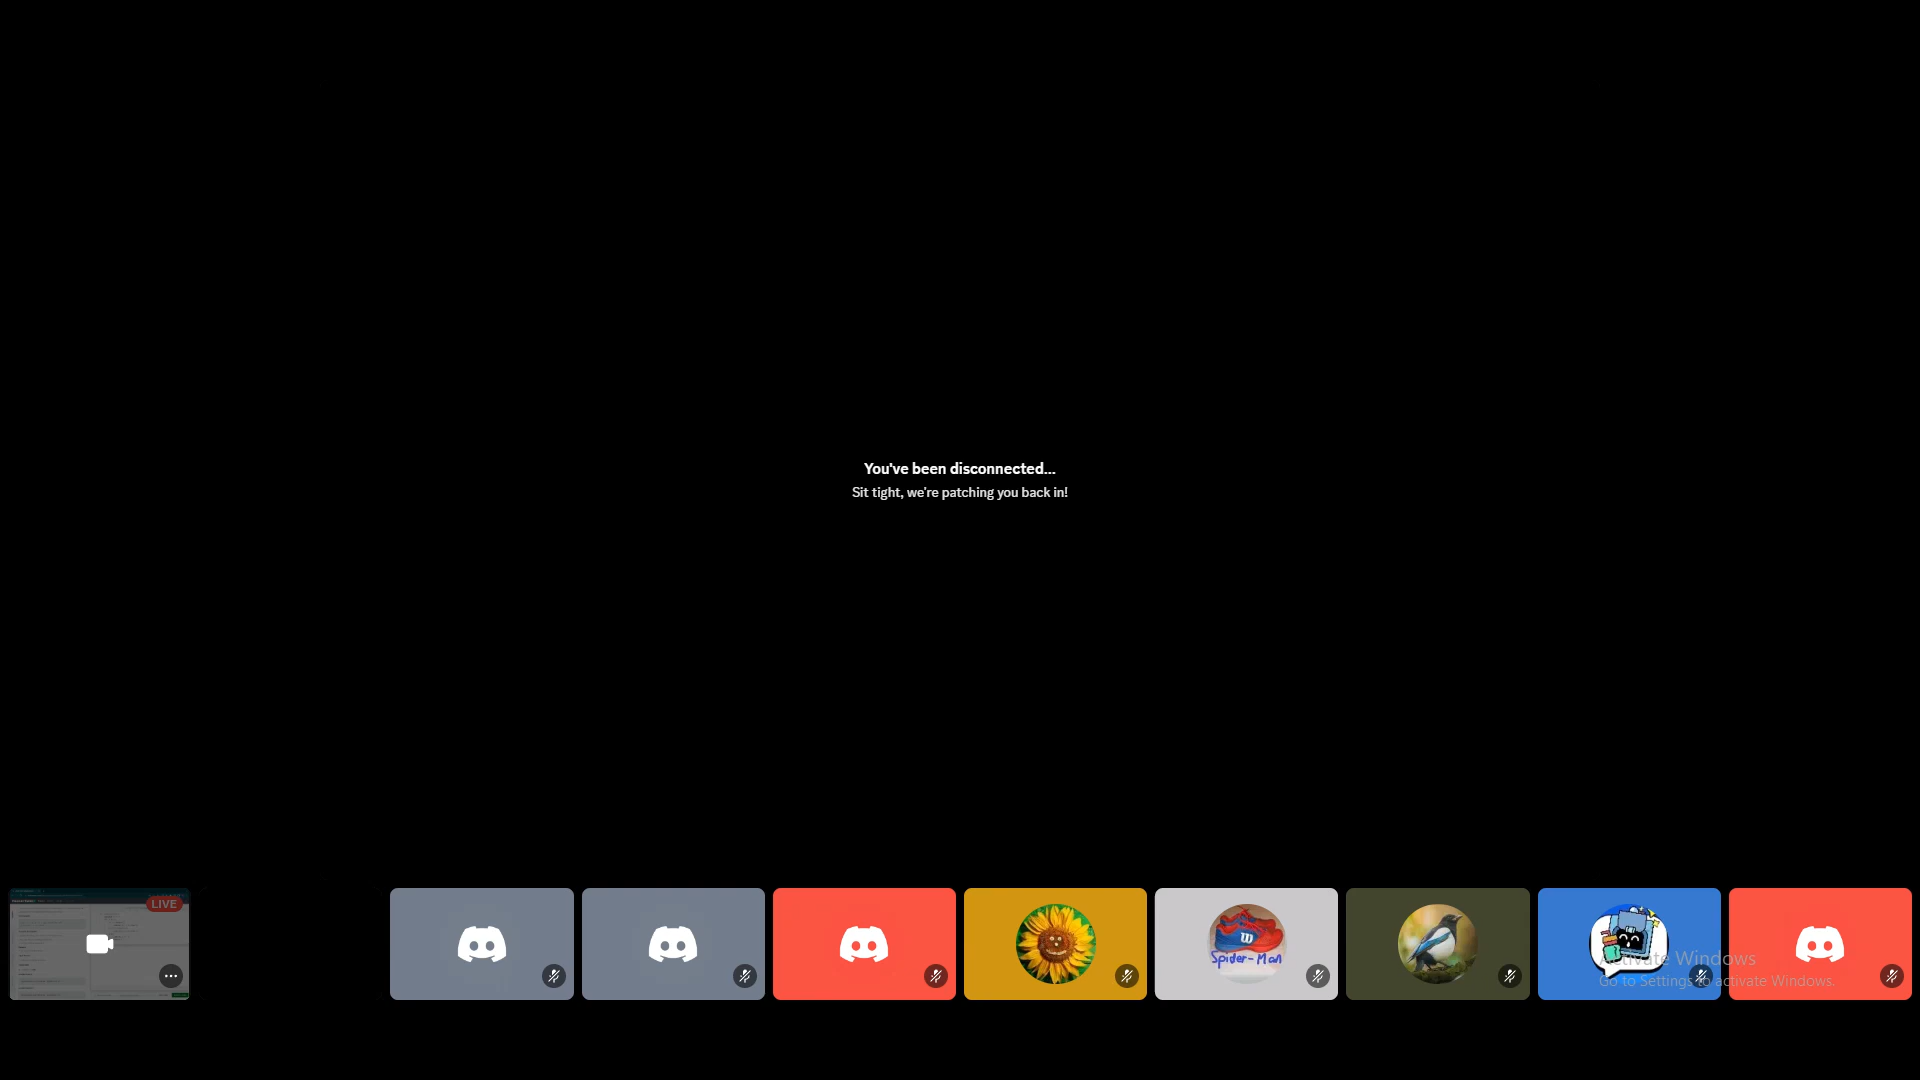 You've been disconnected...
Sit tight, we're patching you back in!
LIVE
W
Spider-Man
Activate Windows
Go to Settings to activate Windows.